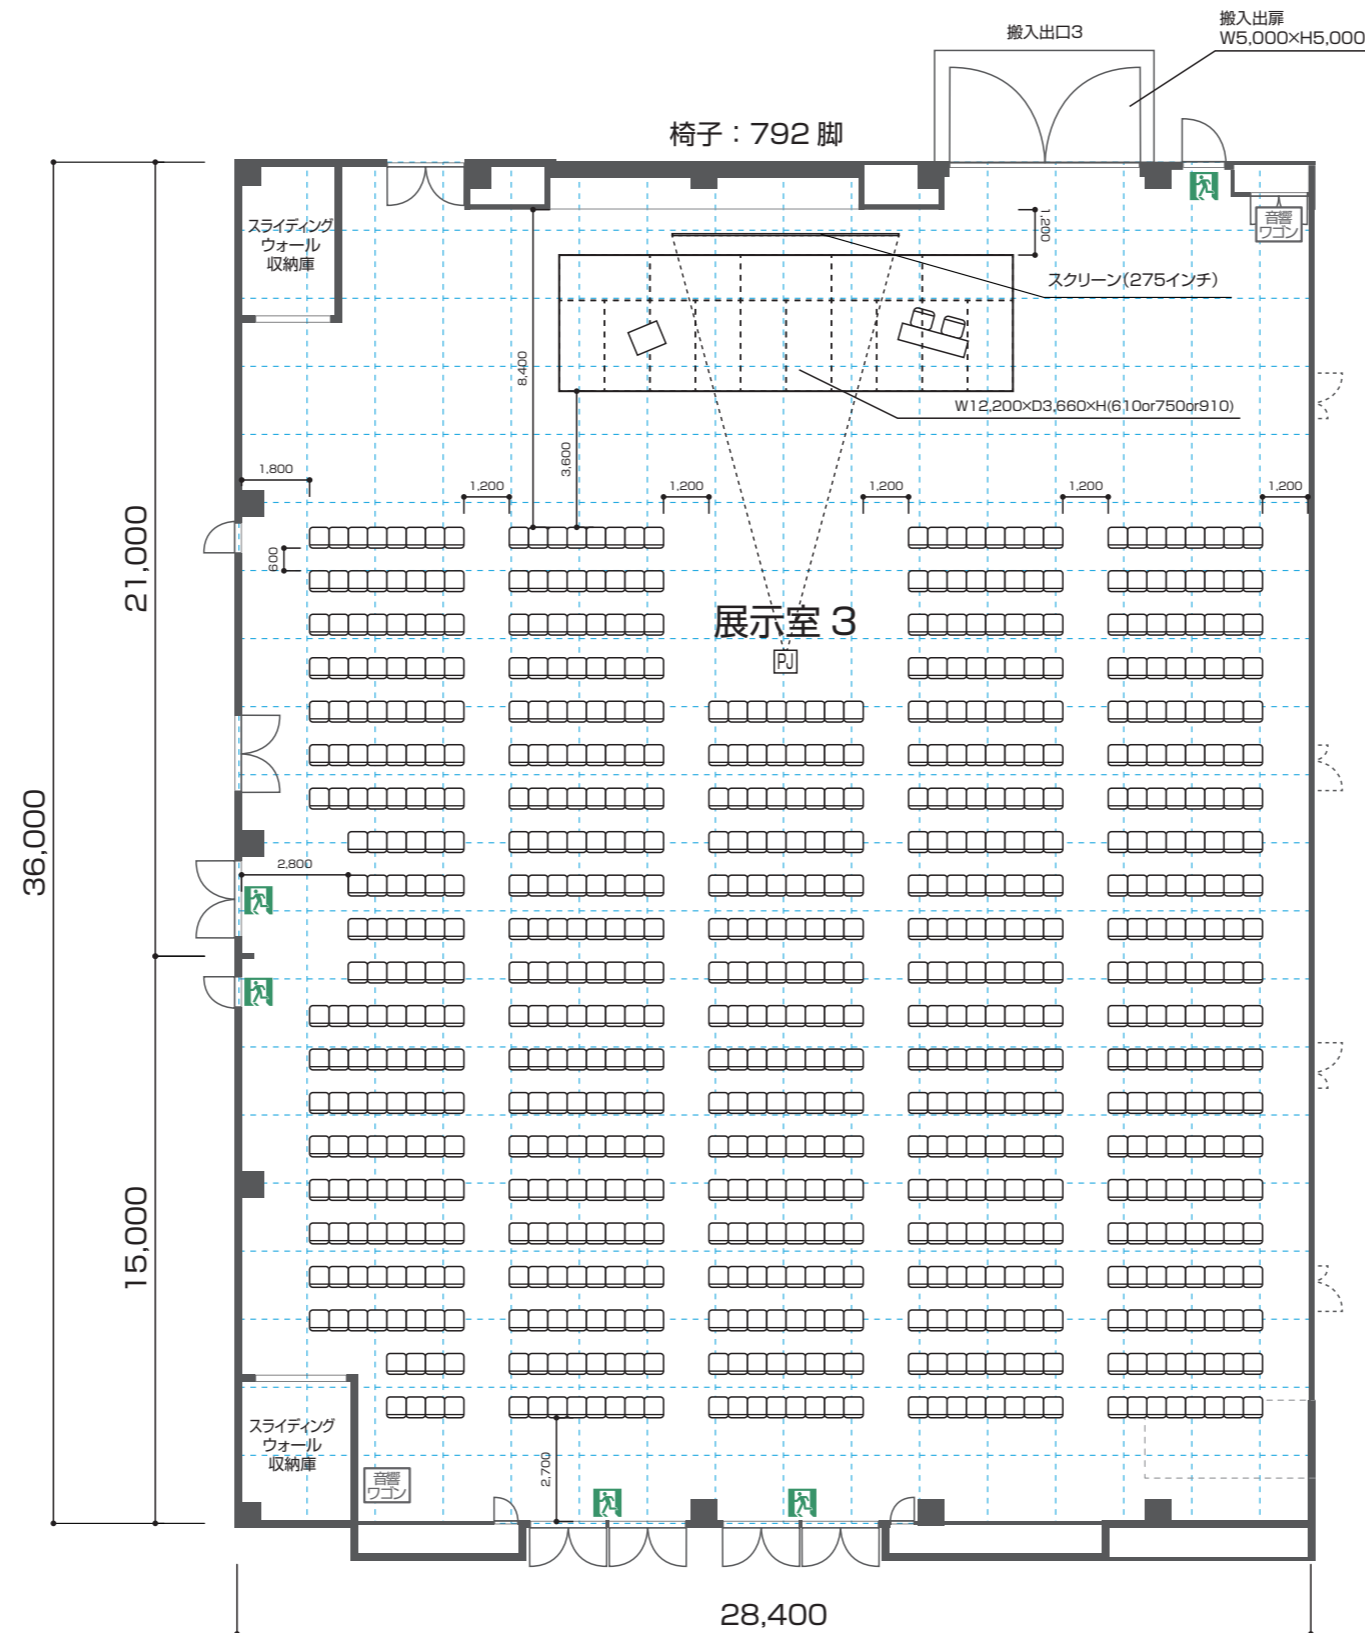 搬入出扉
W5,000×H5,000
搬入出口3
椅子：792 脚
スライディング
ウォール
収納庫
音響
ワゴン
1,200
スクリーン(275インチ)
8,400
W12,200×D3,660×H(610or750or910)
3,600
1,800
1,200
1,200
1,200
1,200
1,200
600
21,000
展示室 3
PJ
36,000
2,800
15,000
スライディング
ウォール
収納庫
音響
ワゴン
2,700
28,400